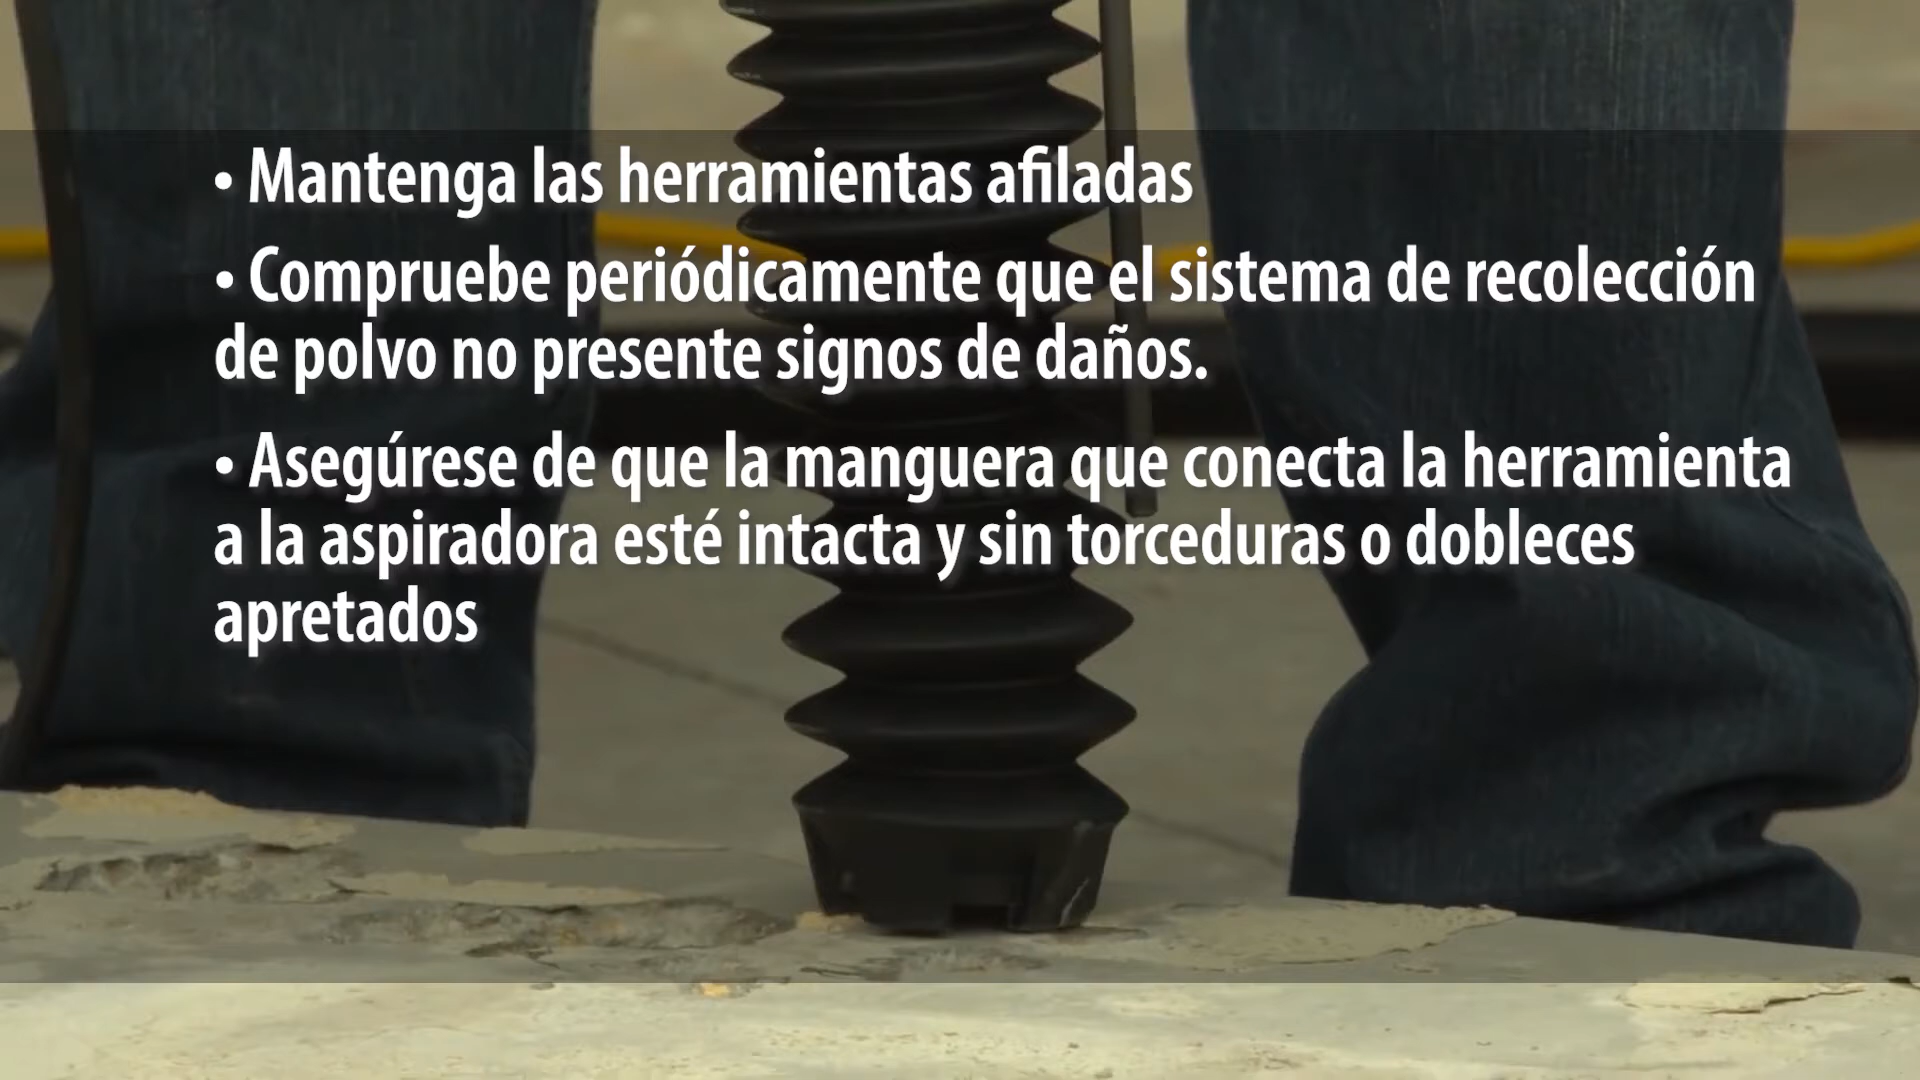 • Mantenga las herramientas afiladas
• Compruebe periódicamente que el sistema de recolección
de polvo no presente signos de daños.
• Asegúrese de que la manguera que conecta la herramienta
a la aspiradora esté intacta y sin torceduras o dobleces
apretados